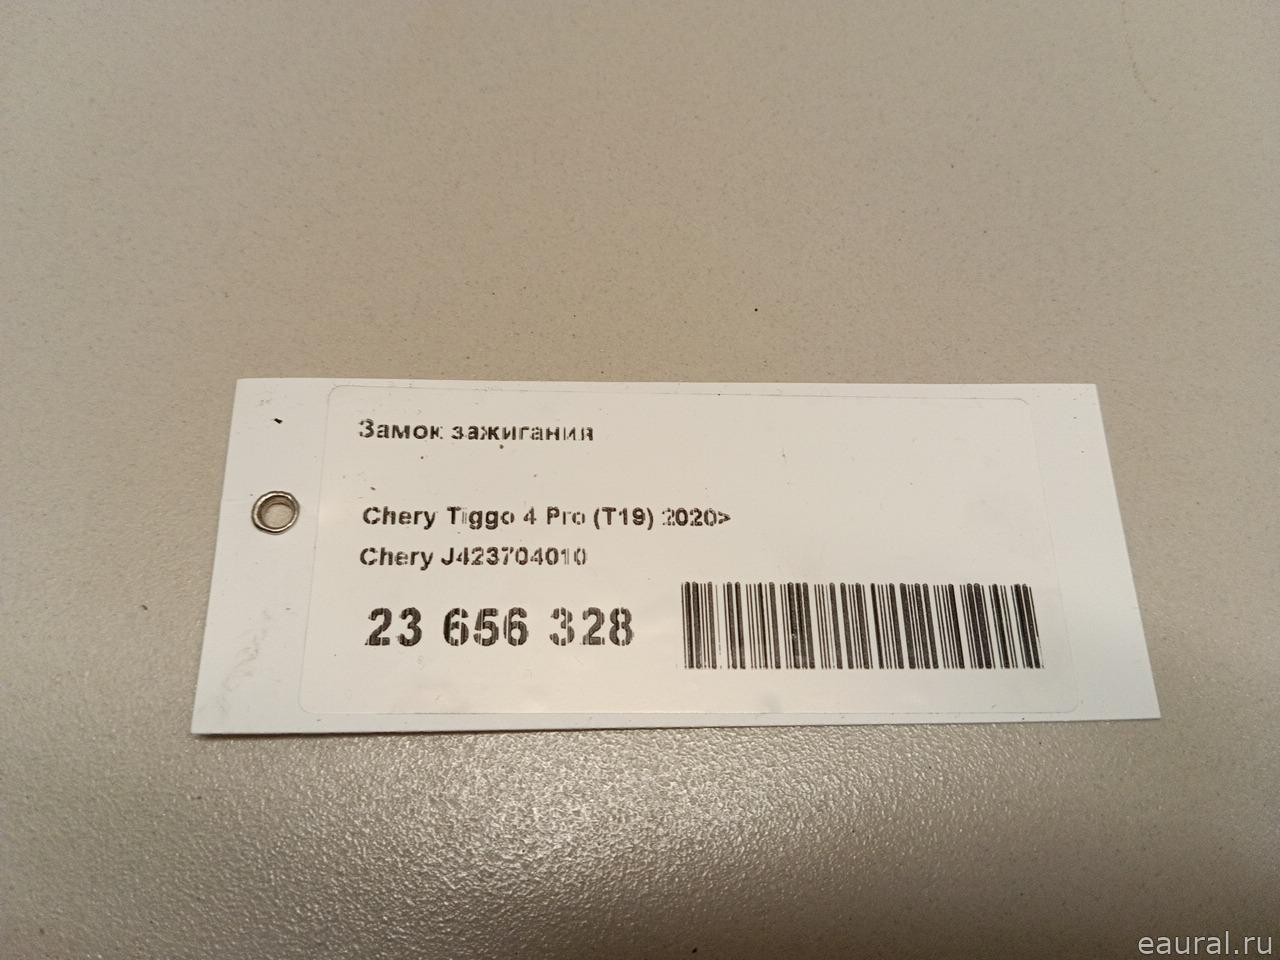 Замок зажигания
Chery Tiggo 4 Pro (T19) 2020>
Chery J423704010
23 656 328
eaural.ru